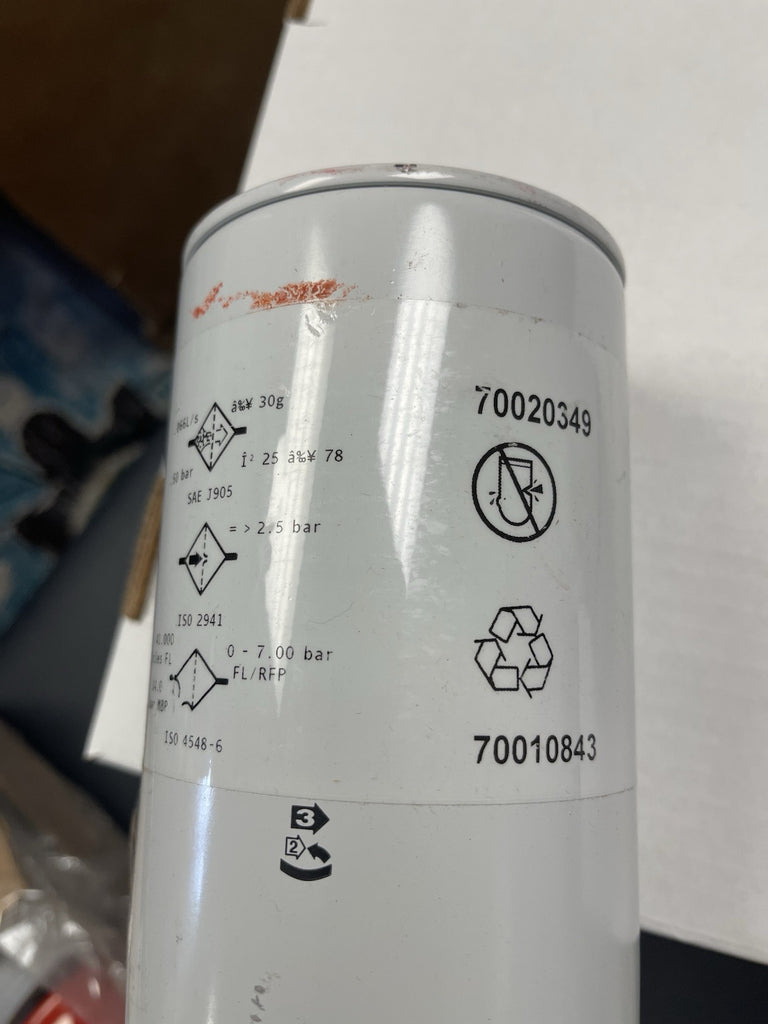 â‰¥ 30g
Î² 25 â‰¥ 78
SAE J905
= > 2.5 bar
ISO 2941
0 - 7.00 bar
FL/RFP
ISO 4548-6
70020349
70010843
3
2